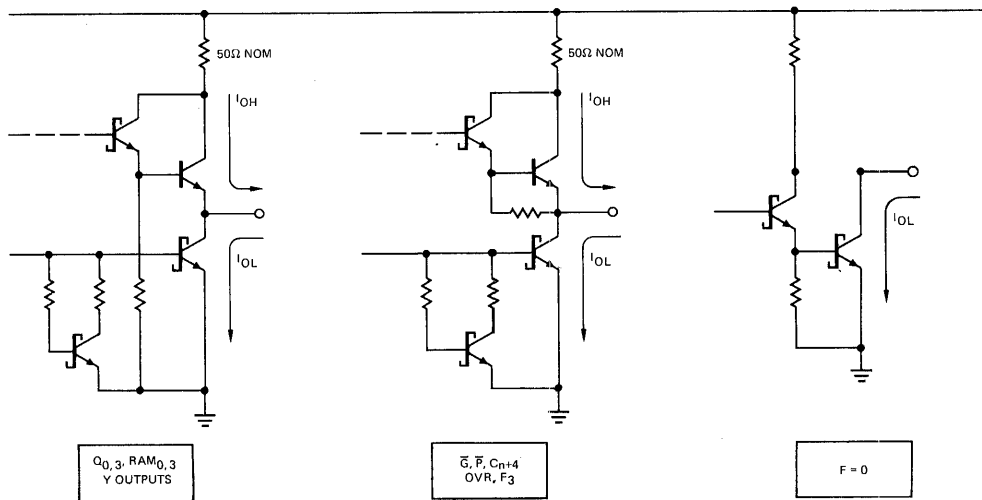 50Ω NOM
I_OH
I_OL
Q_0, 3, RAM_0, 3
Y OUTPUTS
50Ω NOM
I_OH
I_OL
G̅, P̅, C_n+4
OVR, F_3
I_OL
F = 0